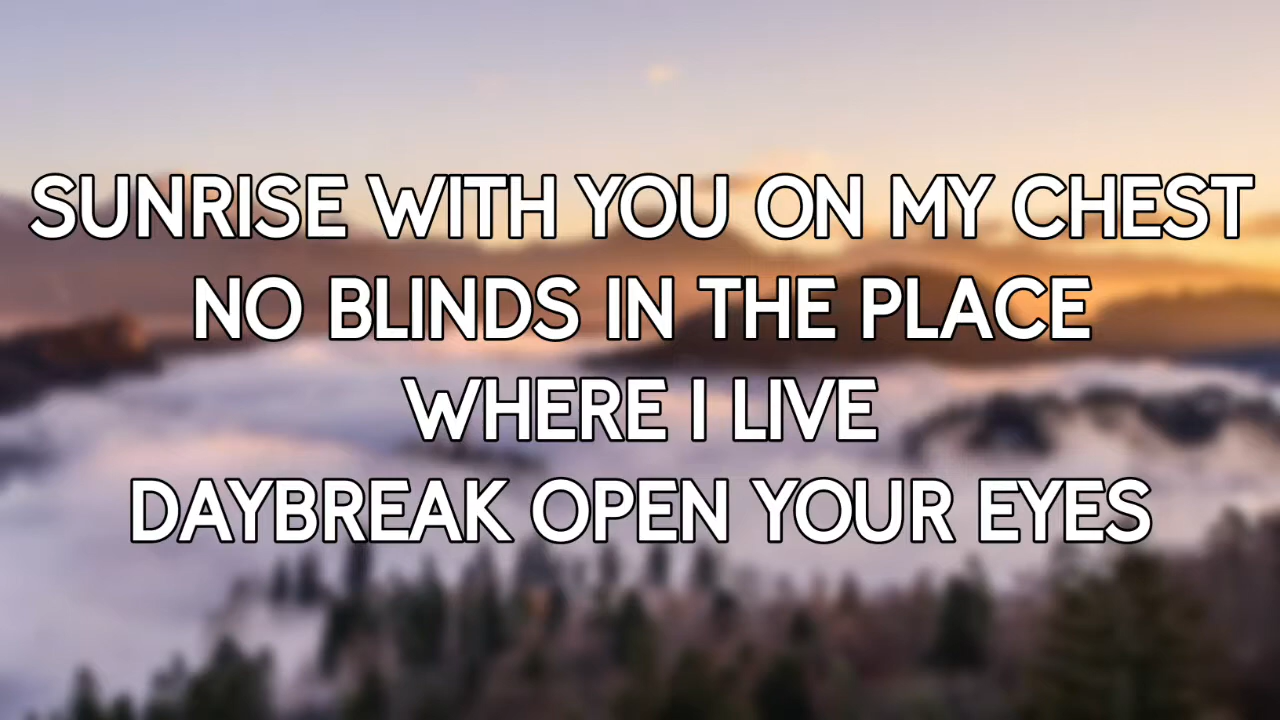 SUNRISE WITH YOU ON MY CHEST
NO BLINDS IN THE PLACE
WHERE I LIVE
DAYBREAK OPEN YOUR EYES